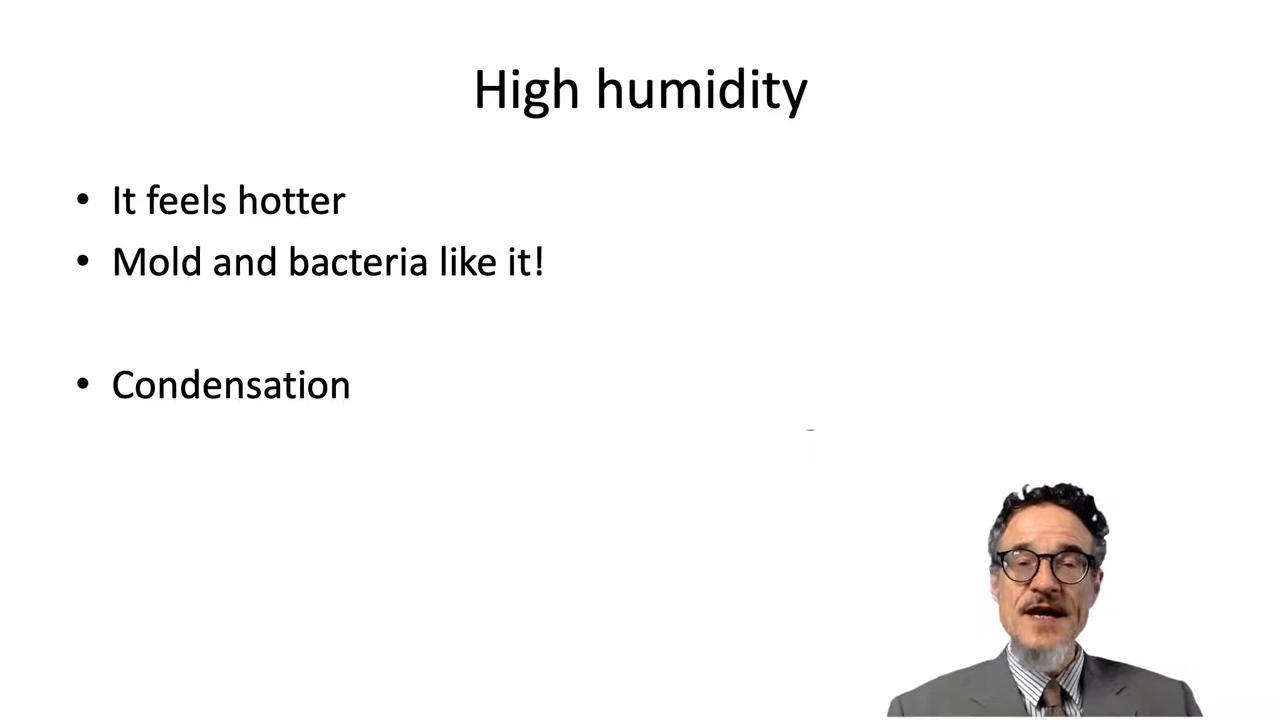 High humidity
• It feels hotter
• Mold and bacteria like it!
• Condensation